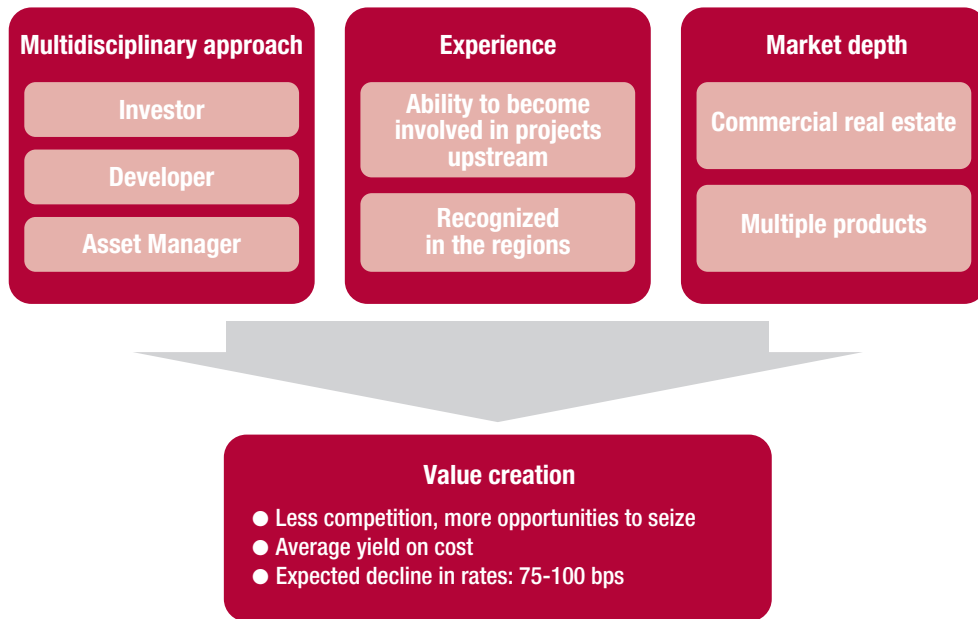 Multidisciplinary approach
Investor
Developer
Asset Manager
Experience
Ability to become
involved in projects
upstream
Recognized
in the regions
Market depth
Commercial real estate
Multiple products
Value creation
● Less competition, more opportunities to seize
● Average yield on cost
● Expected decline in rates: 75-100 bps